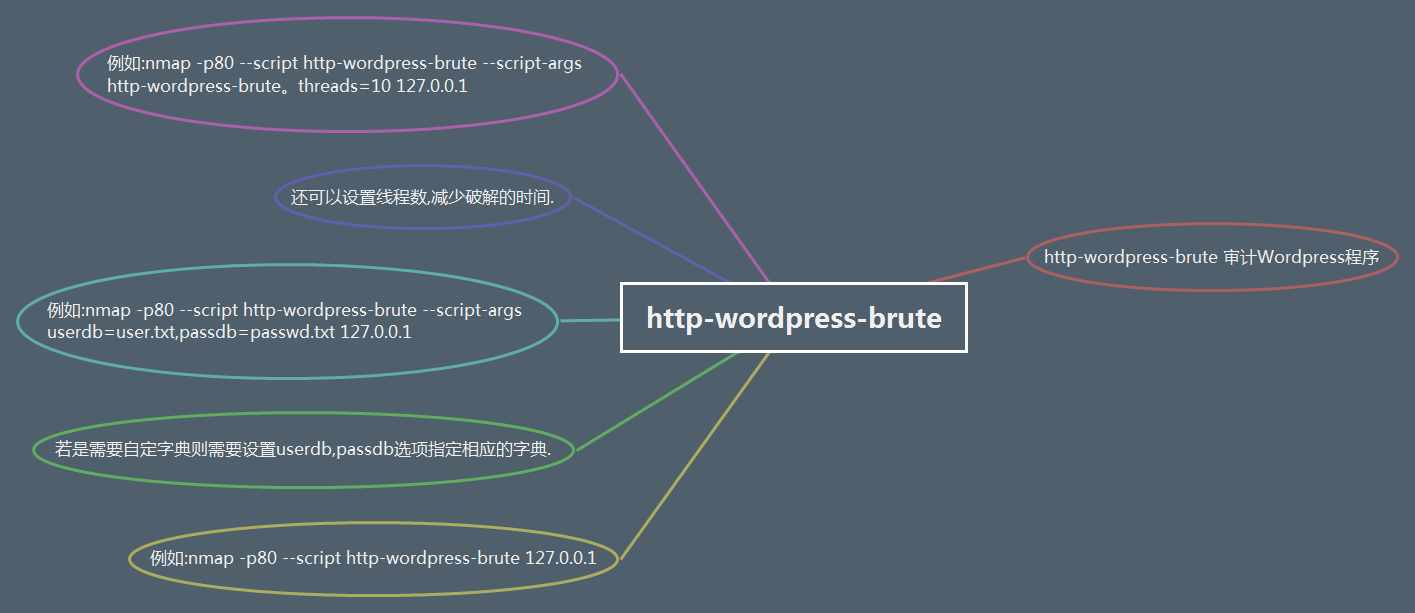 例如:nmap -p80 --script http-wordpress-brute --script-args
http-wordpress-brute。threads=10 127.0.0.1
还可以设置线程数,减少破解的时间.
http-wordpress-brute 审计Wordpress程序
http-wordpress-brute
例如:nmap -p80 --script http-wordpress-brute --script-args
userdb=user.txt,passdb=passwd.txt 127.0.0.1
若是需要自定字典则需要设置userdb,passdb选项指定相应的字典.
例如:nmap -p80 --script http-wordpress-brute 127.0.0.1